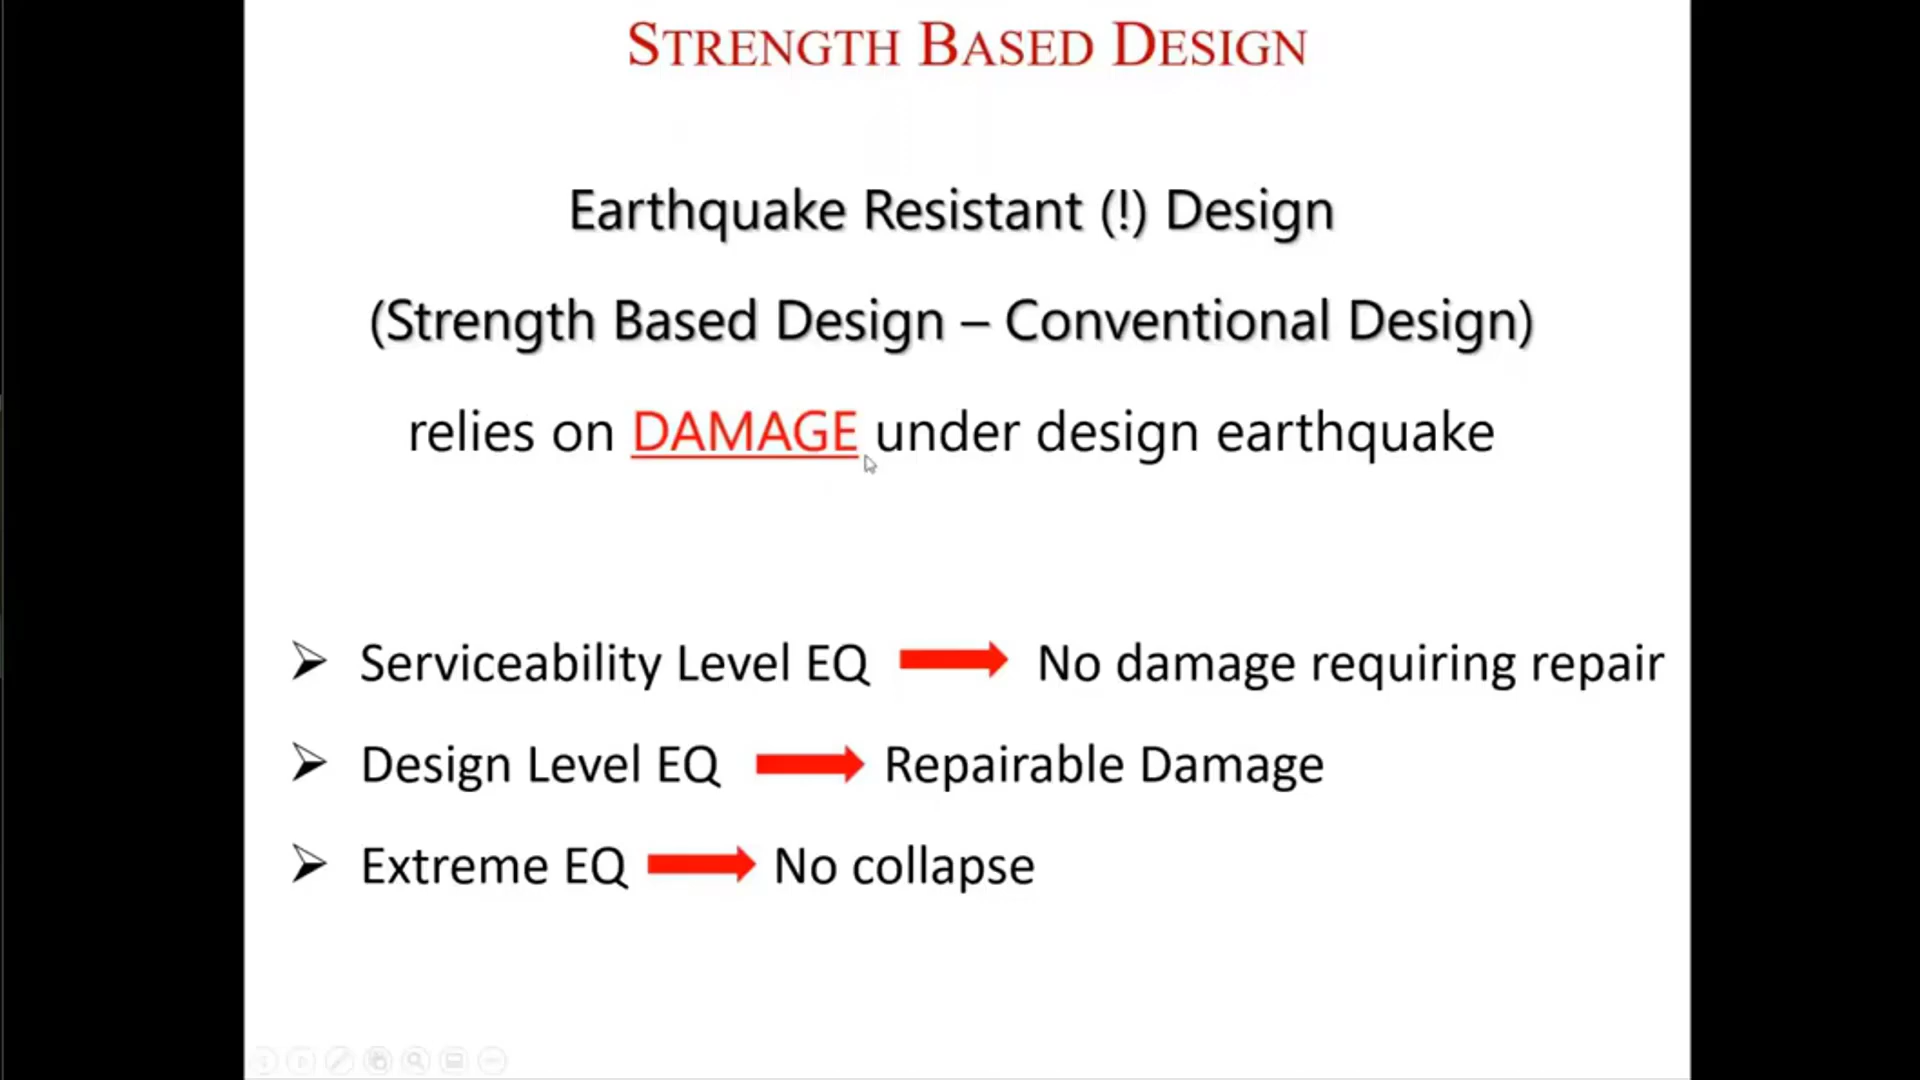 STRENGTH BASED DESIGN
Earthquake Resistant (!) Design
(Strength Based Design – Conventional Design)
relies on DAMAGE under design earthquake
➢ Serviceability Level EQ → No damage requiring repair
➢ Design Level EQ → Repairable Damage
➢ Extreme EQ → No collapse